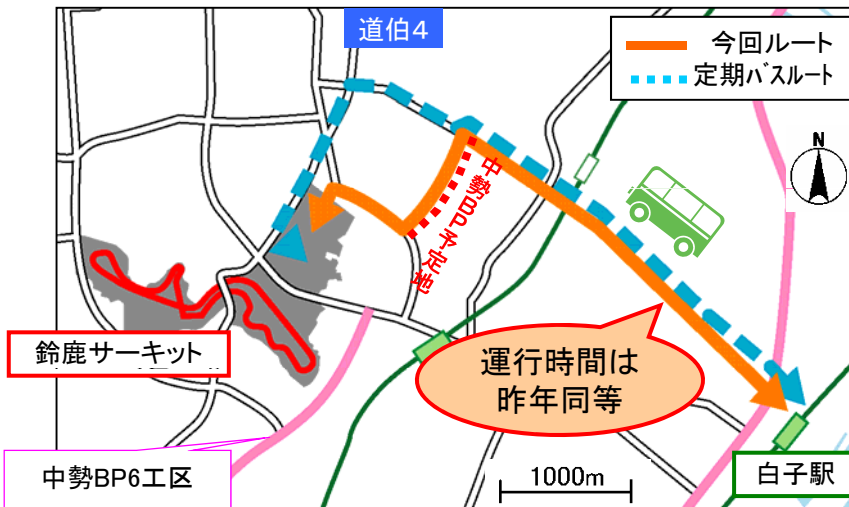 道伯4
今回ルート
定期バスルート
N
中勢BP予定地
鈴鹿サーキット
運行時間は
昨年同等
中勢BP6工区
1000m
白子駅